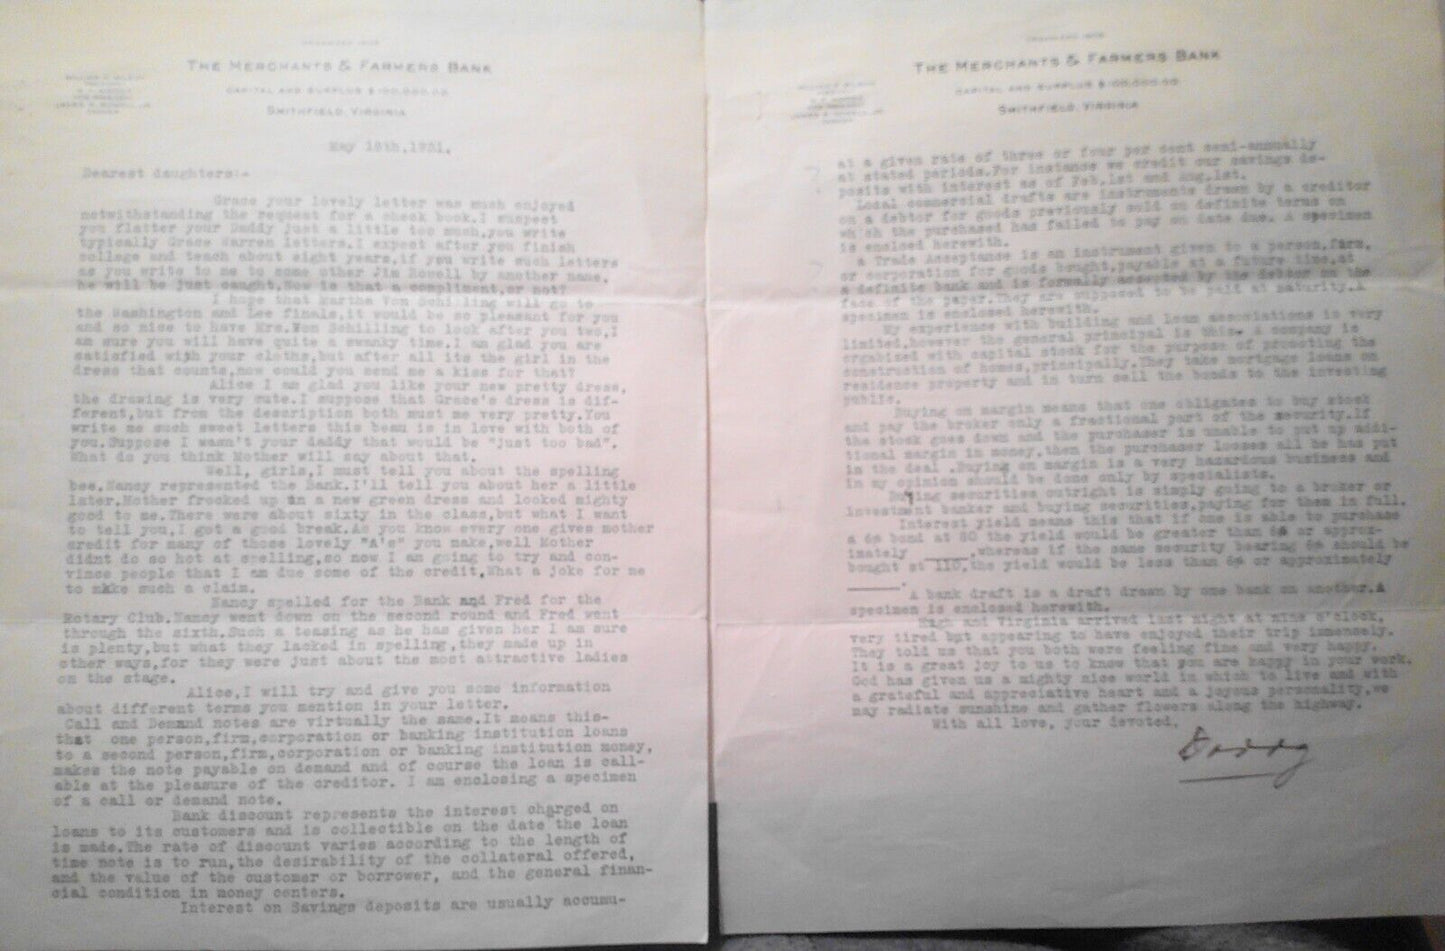 THE MERCHANTS & FARMERS BANK
CAPITAL AND SURPLUS $100,000.00
SMITHFIELD, VIRGINIA
May 18th,1931.
Dearest daughters:-
Grace your lovely letter was much enjoyed
notwithstanding the request for a check book.I suspect
you flatter your Daddy just a little too much,you write
typically Grace Warren letters.I expect after you finish
college and teach about eight years,if you write such letters
as you write to me to some other Jim Rowell by another name,
he will be just caught.Now is that a compliment,or not?
I hope that Martha Von Schilling will go to
the Washington and Lee finals,it would be so pleasant for you
and so nice to have Mrs.Von Schilling to look after you two.I
am sure you will have quite a swanky time.I am glad you are
satisfied with your cloths,but after all its the girl in the
dress that counts,now could you send me a kiss for that?
Alice I am glad you like your new pretty dress,
the drawing is very cute.I suppose that Grace's dress is dif-
ferent,but from the description both must me very pretty.You
write me such sweet letters this beau is in love with both of
you.Suppose I wasn't your daddy that would be "just too bad".
What do you think Mother will say about that.
Well, girls,I must tell you about the spelling
bee.Nancy represented the Bank.I'll tell you about her a little
later.Mother frocked up in a new green dress and looked mighty
good to me.There were about sixty in the class,but what I want
to tell you,I got a good break.As you know every one gives mother
credit for many of those lovely "A's" you make,well Mother
didnt do so hot at spelling,so now I am going to try and con-
vince people that I am due some of the credit.What a joke for me
to make such a claim.
Nancy spelled for the Bank and Fred for the
Rotary Club.Nancy went down on the second round and Fred went
through the sixth.Such a teasing as he has given her I am sure
is plenty,but what they lacked in spelling,they made up in
other ways,for they were just about the most attractive ladies
on the stage.
Alice,I will try and give you some information
about different terms you mention in your letter.
Call and Demand notes are virtually the same.It means this-
that one person,firm,corporation or banking institution loans
to a second person,firm,corporation or banking institution money,
makes the note payable on demand and of course the loan is call-
able at the pleasure of the creditor. I am enclosing a specimen
of a call or demand note.
Bank discount represents the interest charged on
loans to its customers and is collectible on the date the loan
is made.The rate of discount varies according to the length of
time note is to run,the desirability of the collateral offered,
and the value of the customer or borrower, and the general finan-
cial condition in money centers.
Interest on Savings deposits are usually accumu-
THE MERCHANTS & FARMERS BANK
CAPITAL AND SURPLUS $100,000.00
SMITHFIELD, VIRGINIA
at a given rate of three or four per cent semi-annually
at stated periods.For instance we credit our savings de-
posits with interest as of Feb.1st and Aug.1st.
Local commercial drafts are instruments drawn by a creditor
on a debtor for goods previously sold on definite terms on
which the purchased has failed to pay on date due. A specimen
is enclosed herewith.
a Trade Acceptance is an instrument given to a person,farm,
or corporation for goods bought,payable at a future time,at
a definite bank and is formally accepted by the debtor on the
face of the paper.They are supposed to be paid at maturity.A
specimen is enclosed herewith.
My experience with building and loan associations is very
limited,however the general principal is this- A company is
organized with capital stock for the purpose of promoting the
construction of homes,principally.They take mortgage loans on
residence property and in turn sell the bonds to the investing
public.
Buying on margin means that one obligates to buy stock
and pay the broker only a fractional part of the security.If
the stock goes down and the purchaser is unable to put up addi-
tional margin in money,then the purchaser looses all he has put
in the deal .Buying on margin is a very hazardous business and
in my opinion should be done only by specialists.
Buying securities outright is simply going to a broker or
investment banker and buying securities,paying for them in full.
Interest yield means this that if one is able to purchase
a 6% bond at 80 the yield would be greater than 6% or approx-
imately ____,whereas if the same security bearing 6% should be
bought at 110,the yield would be less than 6% or approximately
_____.
A bank draft is a draft drawn by one bank on another.A
specimen is enclosed herewith.
Hugh and Virginia arrived last night at nine o'clock,
very tired but appearing to have enjoyed their trip immensely.
They told us that you both were feeling fine and very happy.
It is a great joy to us to know that you are happy in your work.
God has given us a mighty nice world in which to live and with
a grateful and appreciative heart and a joyous personality,we
may radiate sunshine and gather flowers along the highway.
With all love, your devoted,
Daddy